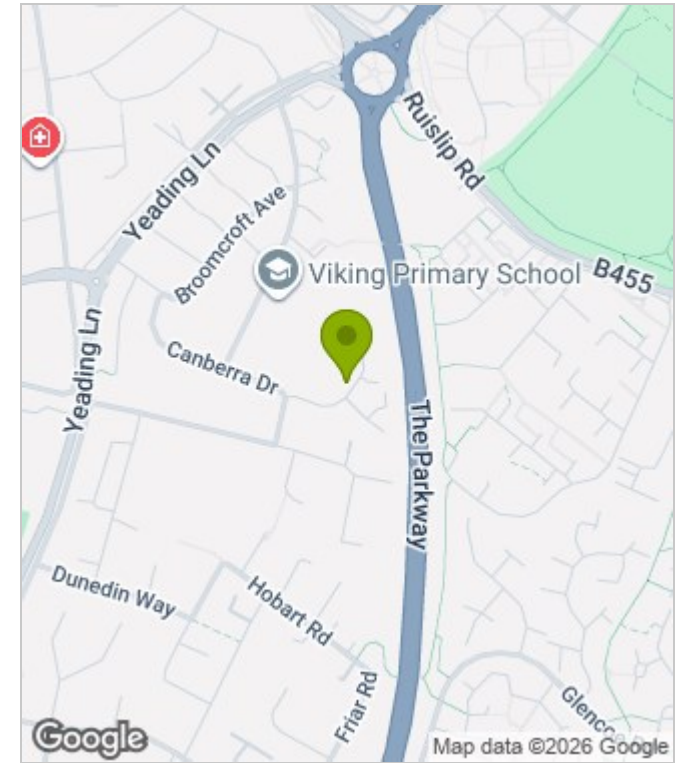 Ruislip Rd
Yeading Ln
Broomcroft Ave
Viking Primary School
B455
Canberra Dr
Yeading Ln
The Parkway
Dunedin Way
Hobart Rd
Friar Rd
Google
Map data ©2026 Google